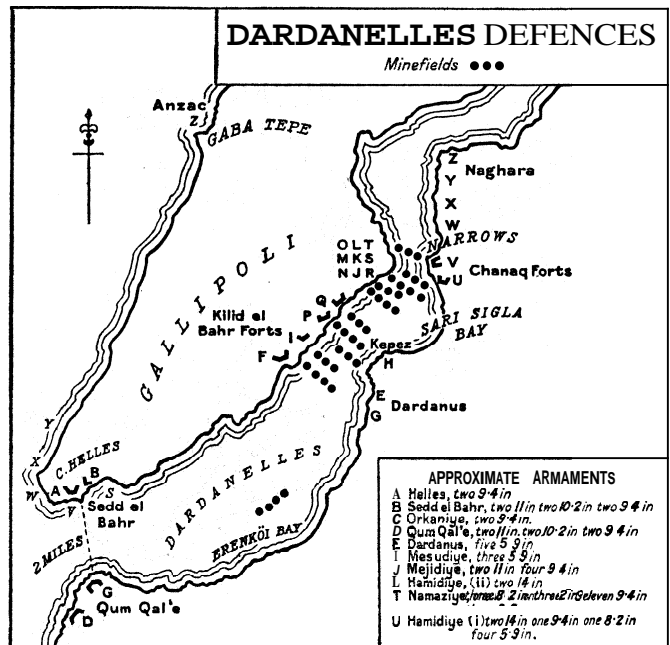 DARDANELLES DEFENCES
Minefields
Anzac
Z
GABA TEPE
Z
Naghara
Y
X
W
NARROWS
O L T
M K S
N J R
V
U
Chanaq Forts
GALLIPOLI
Q
P
Kilid el
Bahr Forts
I
F
SARI SIGLA
BAY
Kepez
H
E
Dardanus
G
Y
X
W
C. HELLES
A
B
V
S
Sedd el
Bahr
DARDANELLES
ERENKÖI BAY
2 MILES
G
Qum Qal'e
D
APPROXIMATE ARMAMENTS
A Helles, two 9·4 in
B Sedd el Bahr, two 11 in two 10·2 in two 9 4 in
C Orkaniye, two 9·4 in.
D Qum Qal'e, two 11 in. two 10·2 in two 9 4 in
E Dardanus, five 5 9 in
I Mesudiye, three 5 9 in
J Mejidiye, two 11 in four 9 4 in
L Hamidiye, (ii) two 14 in
T Namaziye, eleven 9·4 in
U Hamidiye (i) two 14 in one 9·4 in one 8·2 in
four 5·9 in.